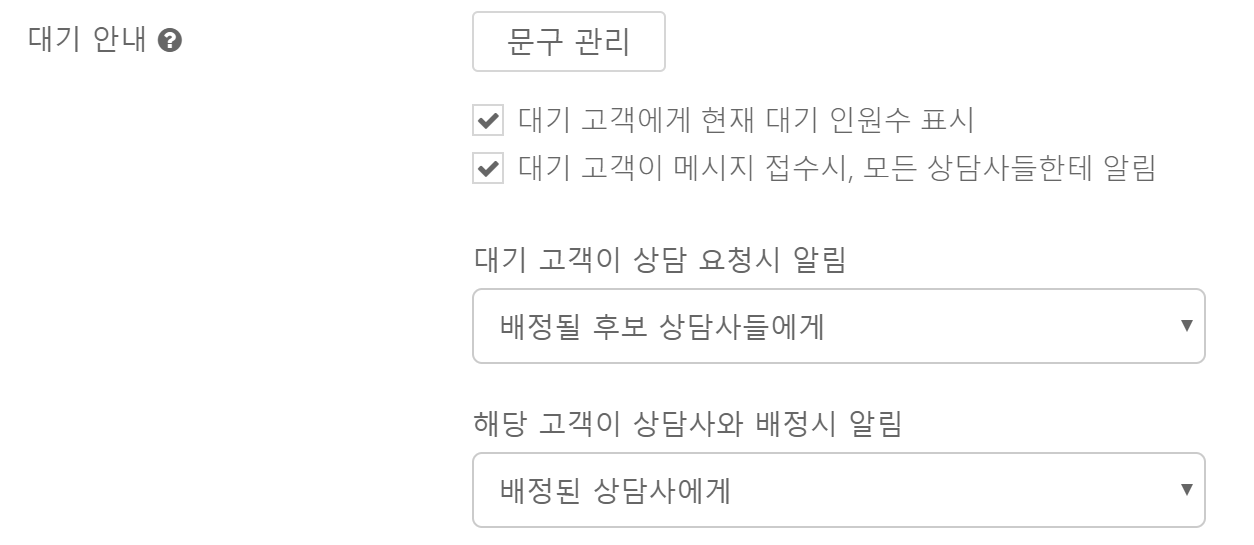 대기 안내
문구 관리
대기 고객에게 현재 대기 인원수 표시
대기 고객이 메시지 접수시, 모든 상담사들한테 알림
대기 고객이 상담 요청시 알림
배정될 후보 상담사들에게
해당 고객이 상담사와 배정시 알림
배정된 상담사에게